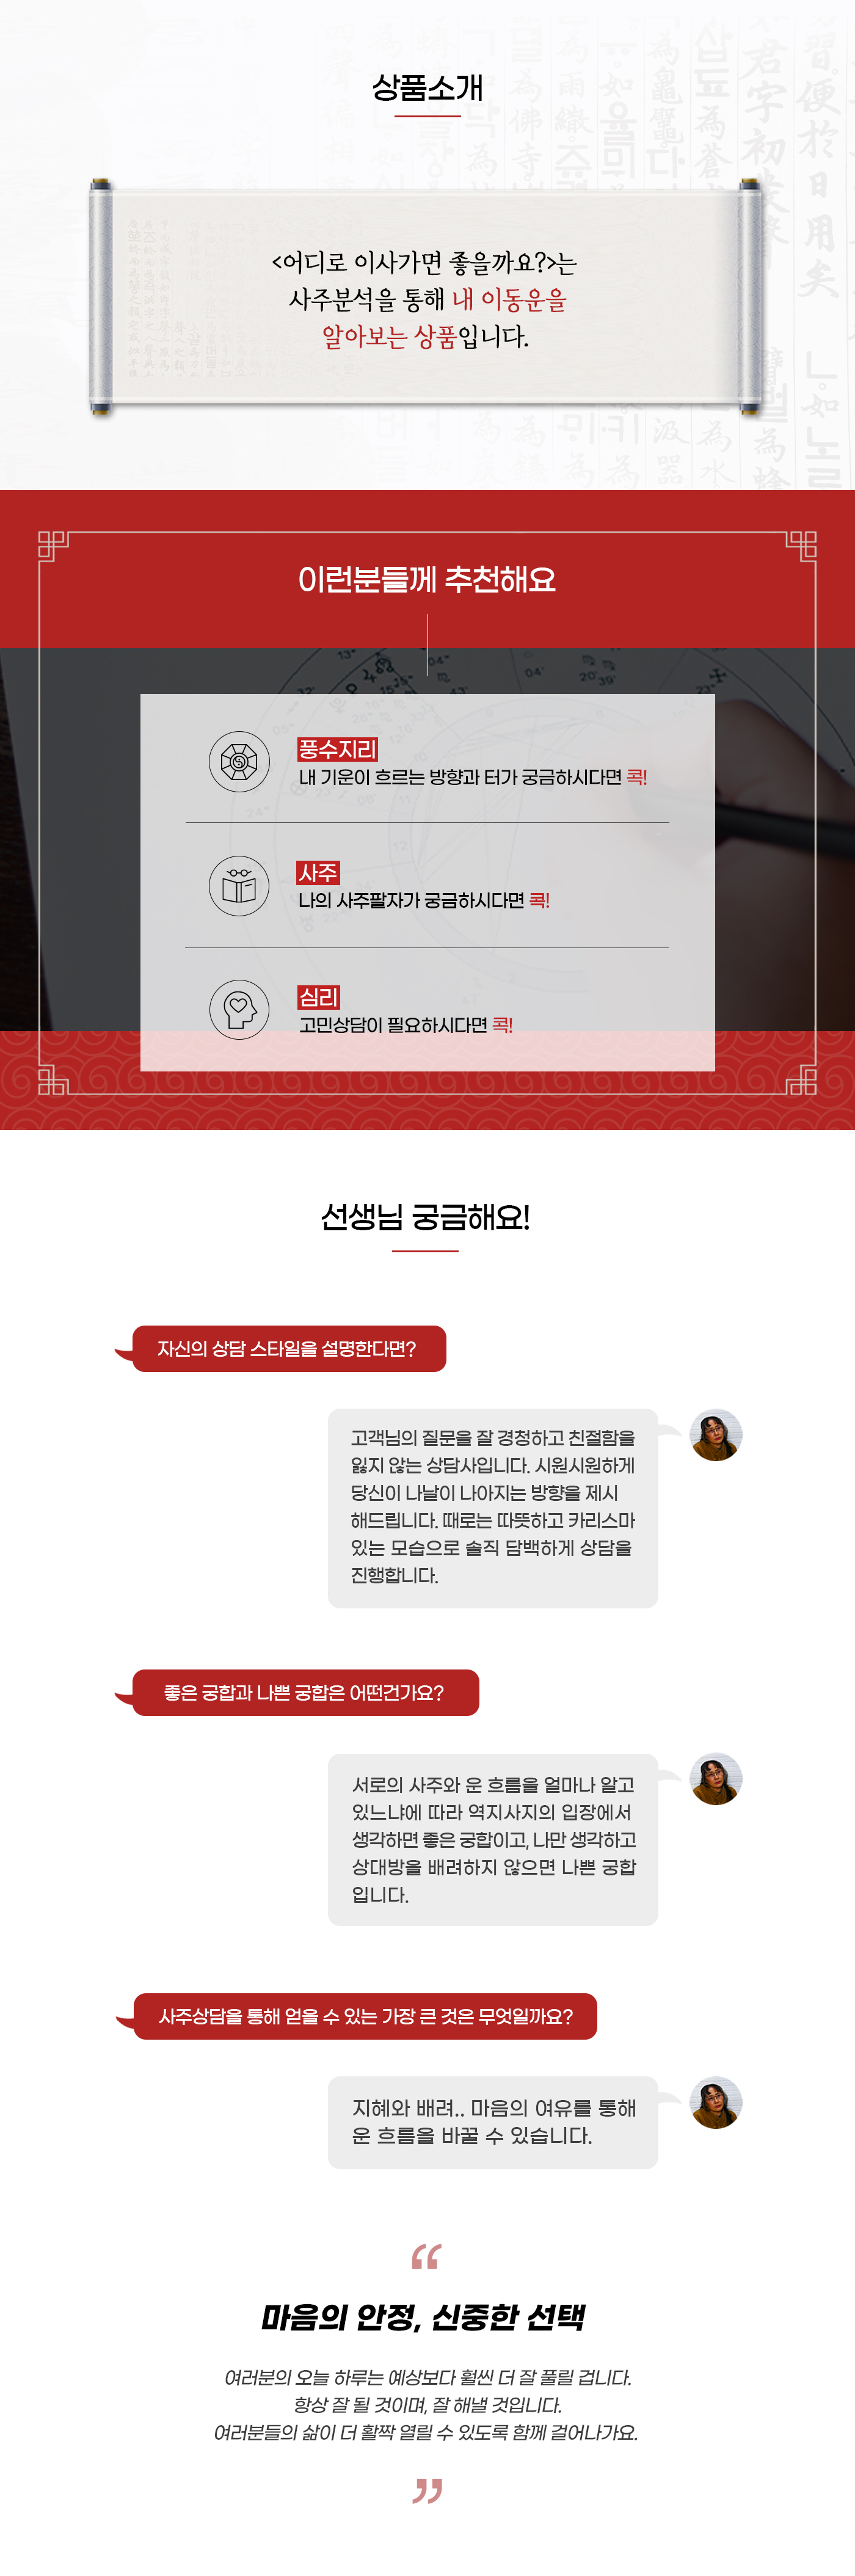 상품소개
<어디로 이사가면 좋을까요?>는
사주분석을 통해 내 이동운을
알아보는 상품입니다.
이런분들께 추천해요
풍수지리
내 기운이 흐르는 방향과 터가 궁금하시다면 콕!
사주
나의 사주팔자가 궁금하시다면 콕!
심리
고민상담이 필요하시다면 콕!
선생님 궁금해요!
자신의 상담 스타일을 설명한다면?
고객님의 질문을 잘 경청하고 친절함을
잃지 않는 상담사입니다. 시원시원하게
당신이 나날이 나아지는 방향을 제시
해드립니다. 때로는 따뜻하고 카리스마
있는 모습으로 솔직 담백하게 상담을
진행합니다.
좋은 궁합과 나쁜 궁합은 어떤건가요?
서로의 사주와 운 흐름을 얼마나 알고
있느냐에 따라 역지사지의 입장에서
생각하면 좋은 궁합이고, 나만 생각하고
상대방을 배려하지 않으면 나쁜 궁합
입니다.
사주상담을 통해 얻을 수 있는 가장 큰 것은 무엇일까요?
지혜와 배려.. 마음의 여유를 통해
운 흐름을 바꿀 수 있습니다.
“
마음의 안정, 신중한 선택
여러분의 오늘 하루는 예상보다 훨씬 더 잘 풀릴 겁니다.
항상 잘 될 것이며, 잘 해낼 것입니다.
여러분들의 삶이 더 활짝 열릴 수 있도록 함께 걸어나가요.
”